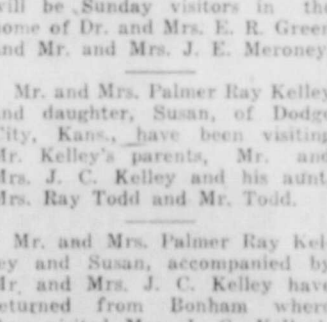 will be Sunday visitors in the
home of Dr. and Mrs. E. R. Green
and Mr. and Mrs. J. E. Meroney.
Mr. and Mrs. Palmer Ray Kelley
and daughter, Susan, of Dodge
City, Kans., have been visiting
Mr. Kelley's parents, Mr. and
Mrs. J. C. Kelley and his aunt,
Mrs. Ray Todd and Mr. Todd.
Mr. and Mrs. Palmer Ray Kel-
ley and Susan, accompanied by
Mr. and Mrs. J. C. Kelley have
returned from Bonham where